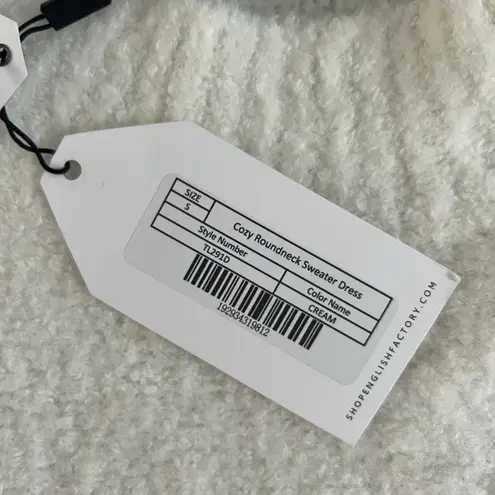 SIZE
S
Cozy Roundneck Sweater Dress
Style Number
TL291D
Color Name
CREAM
192934319812
SHOPENGLISHFACTORY.COM